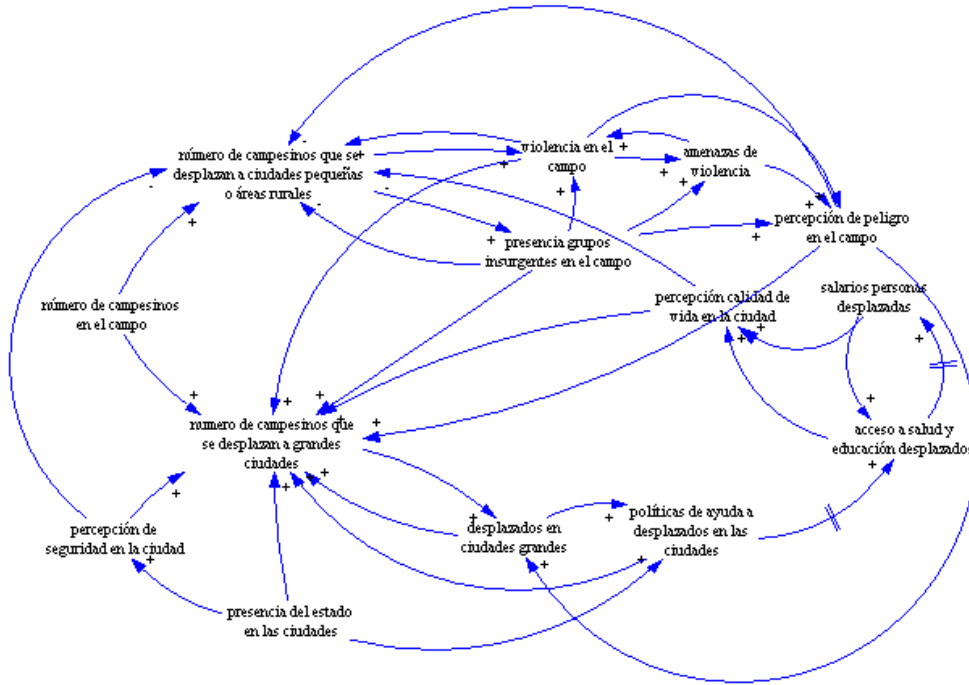 número de campesinos que se
desplazan a ciudades pequeñas
o áreas rurales
violencia en el
campo
amenazas de
violencia
percepción de peligro
en el campo
presencia grupos
insurgentes en el campo
número de campesinos
en el campo
percepción calidad de
vida en la ciudad
salarios personas
desplazadas
numero de campesinos que
se desplazan a grandes
ciudades
acceso a salud y
educación desplazados
percepción de
seguridad en la ciudad
desplazados en
ciudades grandes
políticas de ayuda a
desplazados en las
ciudades
presencia del estado
en las ciudades